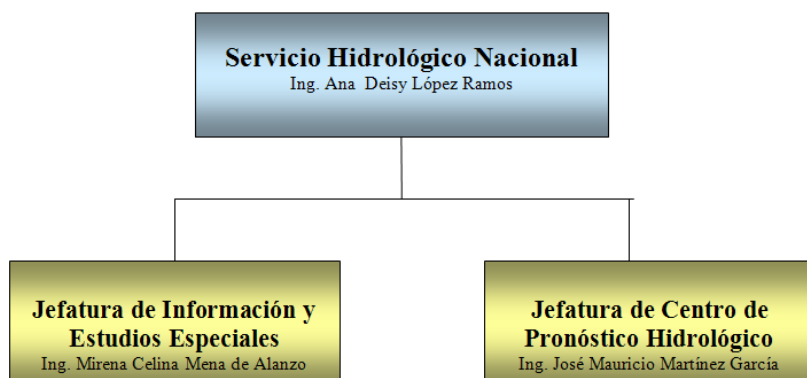 Servicio Hidrológico Nacional
Ing. Ana Deisy López Ramos
Jefatura de Información y
Estudios Especiales
Ing. Mirena Celina Mena de Alanzo
Jefatura de Centro de
Pronóstico Hidrológico
Ing. José Mauricio Martínez García